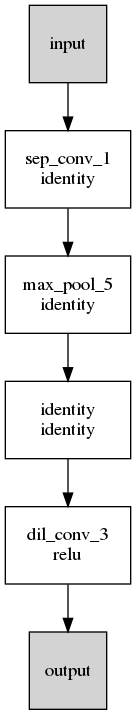 input
sep_conv_1
identity
max_pool_5
identity
identity
identity
dil_conv_3
relu
output